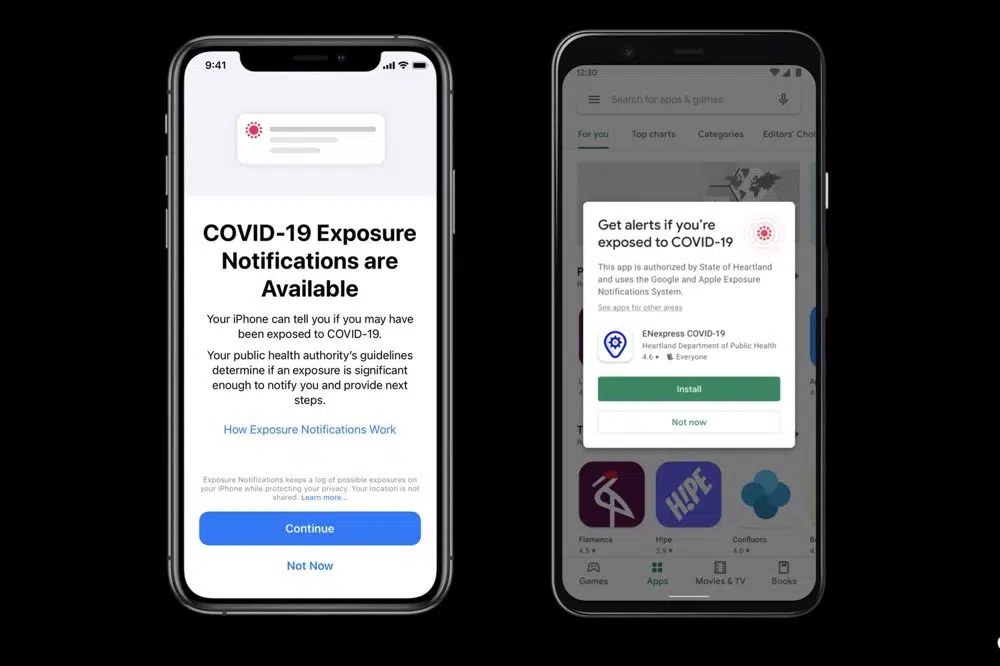 9:41
COVID-19 Exposure
Notifications are
Available
Your iPhone can tell you if you may have
been exposed to COVID-19.
Your public health authority's guidelines
determine if an exposure is significant
enough to notify you and provide next
steps.
How Exposure Notifications Work
Exposure Notifications keeps a log of possible exposures on
your iPhone while protecting your privacy. Your location is not
shared. Learn more...
Continue
Not Now
12:30
Search for apps & games
For you Top charts Categories Editors' Choi
Get alerts if you're
exposed to COVID-19
This app is authorized by State of Heartland
and uses the Google and Apple Exposure
Notifications System.
See apps for other areas
ENexpress COVID-19
Heartland Department of Public Health
4.6 ★ E Everyone
Install
Not now
H!PE
Flamenca H!pe Confluoro
4.5 ★ 3.9 ★ 4.0 ★
Games Apps Movies & TV Books